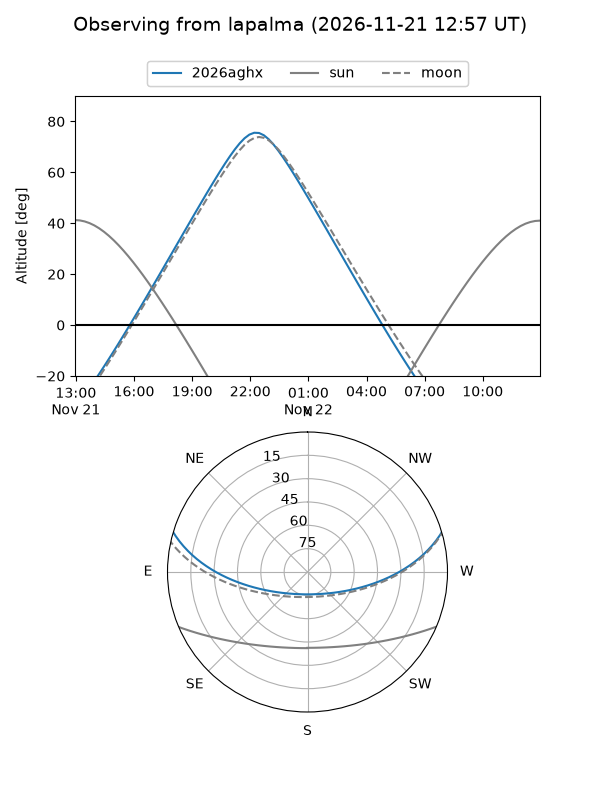 Observing from lapalma (2026-11-21 12:57 UT)
2026aghx sun moon
Altitude [deg]
80
60
40
20
0
−20
13:00 16:00 19:00 22:00 01:00 04:00 07:00 10:00
Nov 21 Nov 22
N
NE NW
15
30
45
60
75
E W
SE SW
S